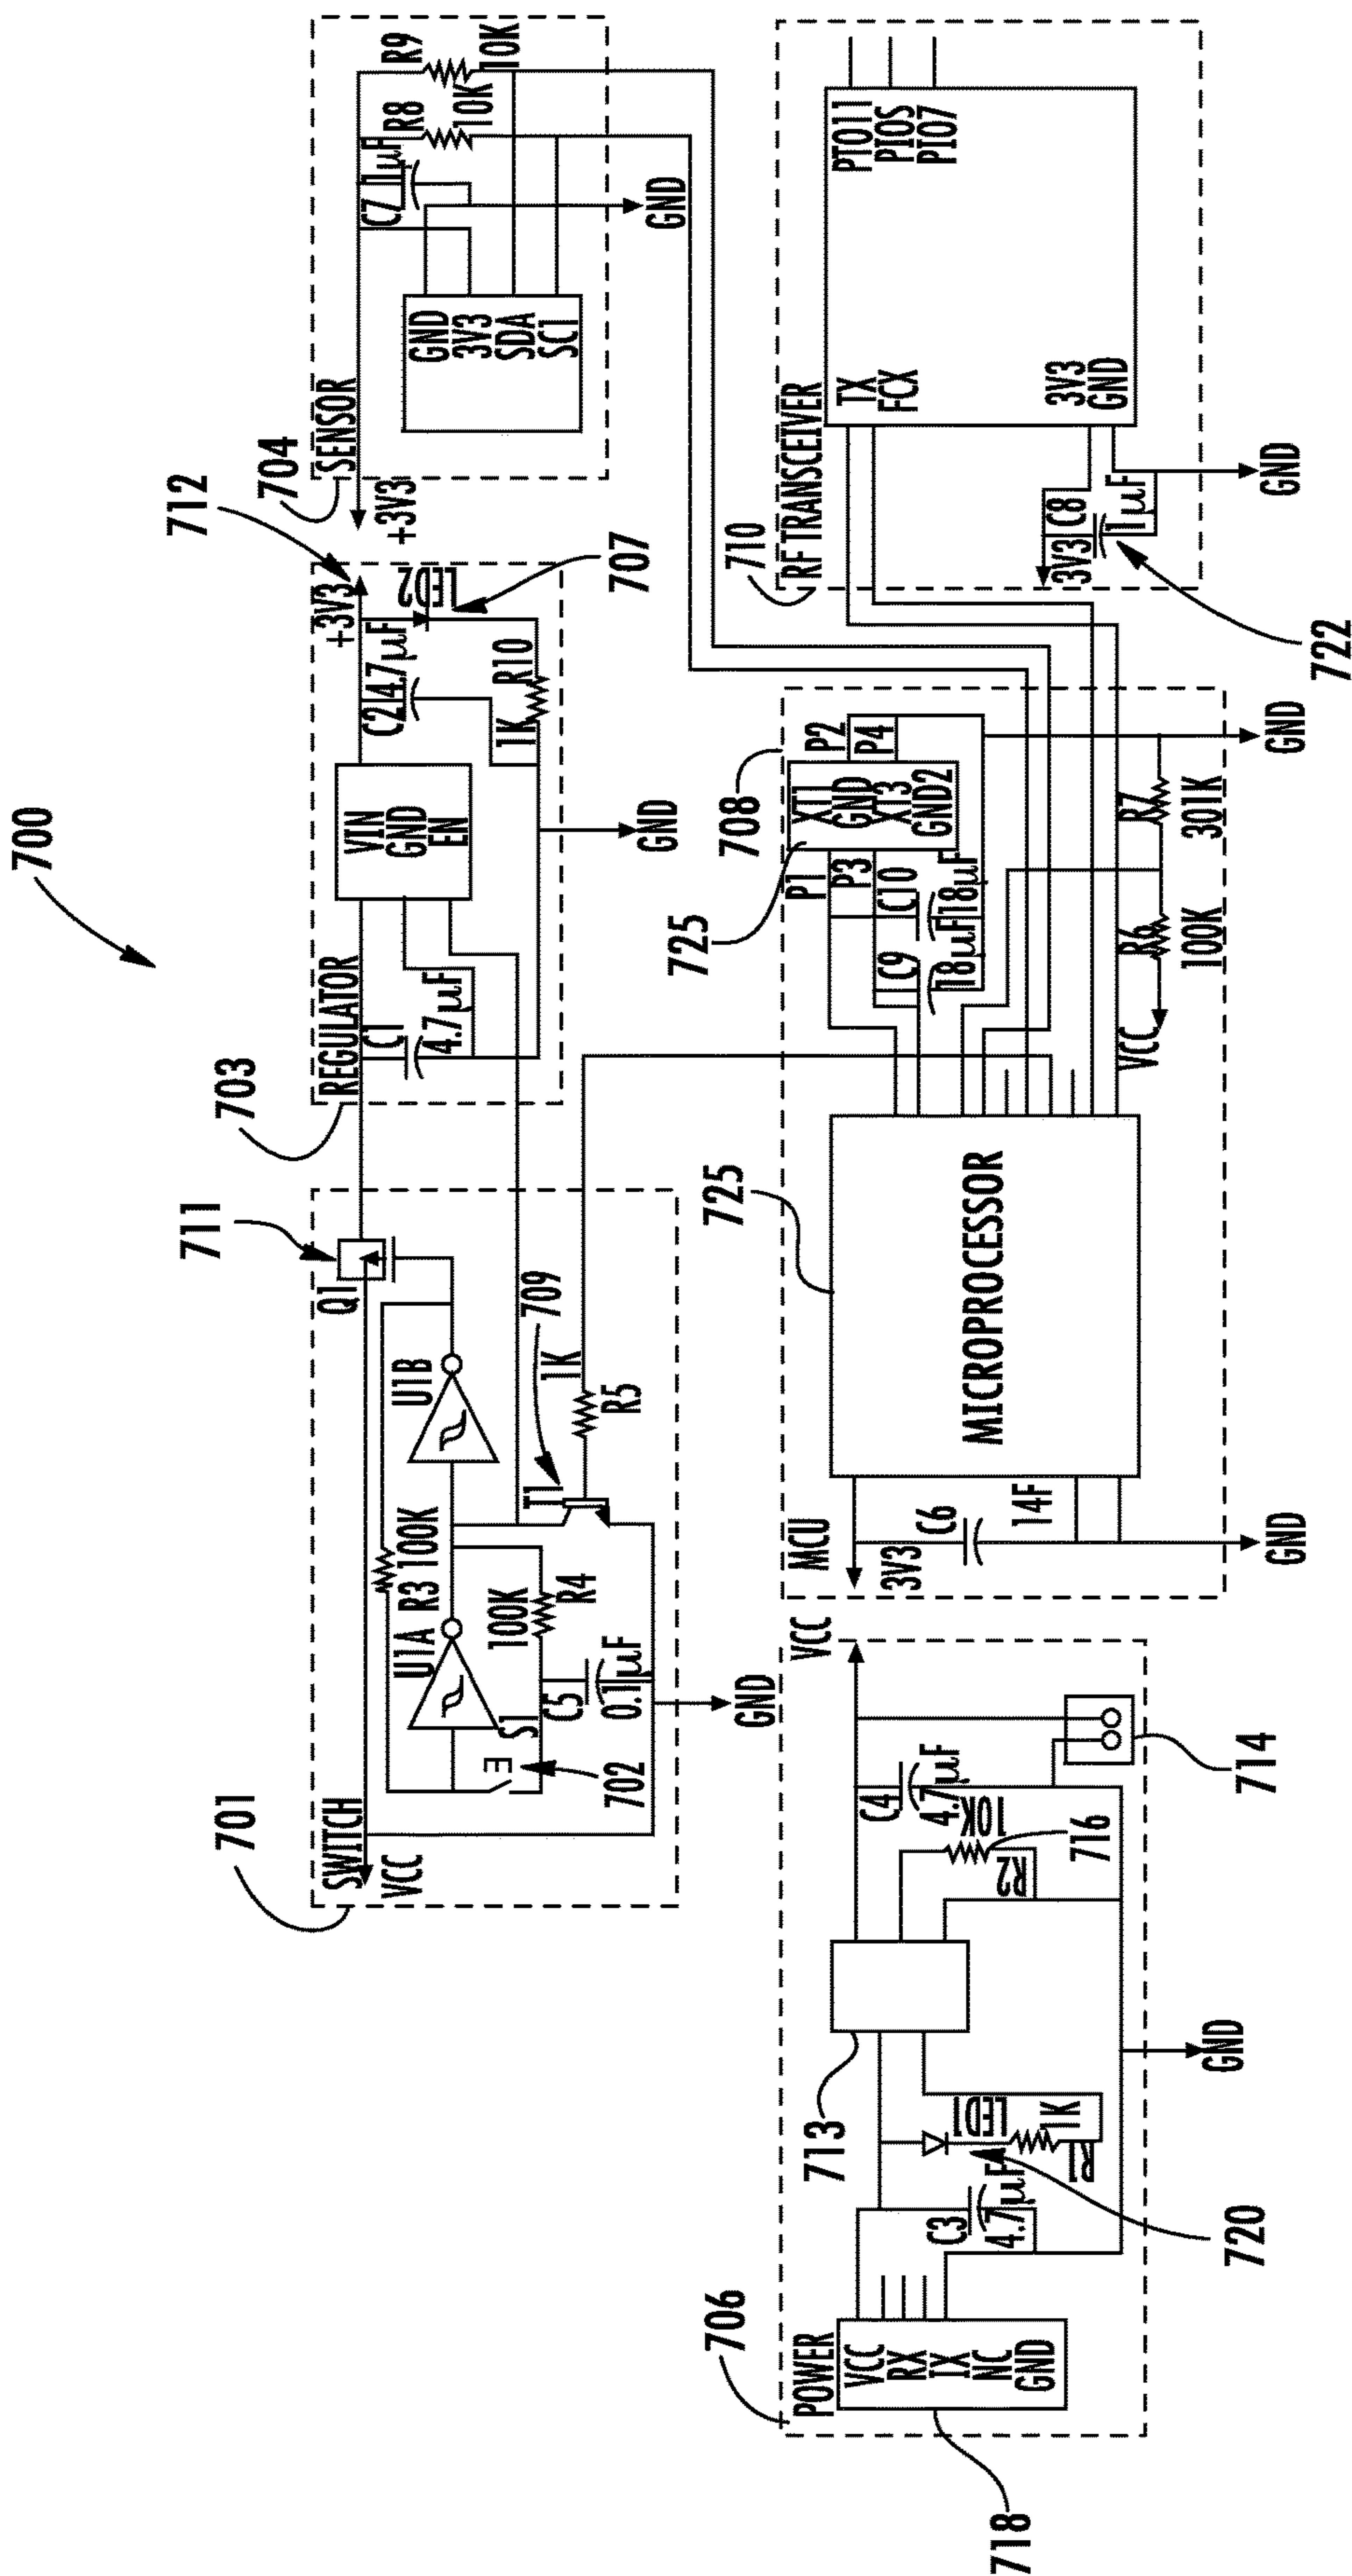 700
701
SWITCH
VCC
702
E
S1
U1A
R3 100K
U1B
100K
R4
C5
0.1µF
GND
Q1
711
T1
709
1K
R5
703
REGULATOR
C1
4.7µF
VIN
GND
EN
C2
4.7µF
+3V3
712
LED2
707
R10
1K
GND
704
SENSOR
+3V3
GND
3V3
SDA
SC1
C7
1µF
R8
10K
R9
10K
GND
706
POWER
VCC
RX
TX
NC
GND
718
C3
4.7µF
LED1
1K
R1
720
713
GND
R2
10K
716
C4
4.7µF
VCC
714
MCU
3V3
C6
14F
GND
725
MICROPROCESSOR
708
725
P1
P3
XT1
GND
XT3
GND2
P2
P4
C9
18µF
C10
18µF
VCC
R6
100K
R7
301K
GND
710
RF TRANSCEIVER
TX
FCX
3V3
GND
PTO11
PIOS
PIO7
3V3
C8
1µF
722
GND